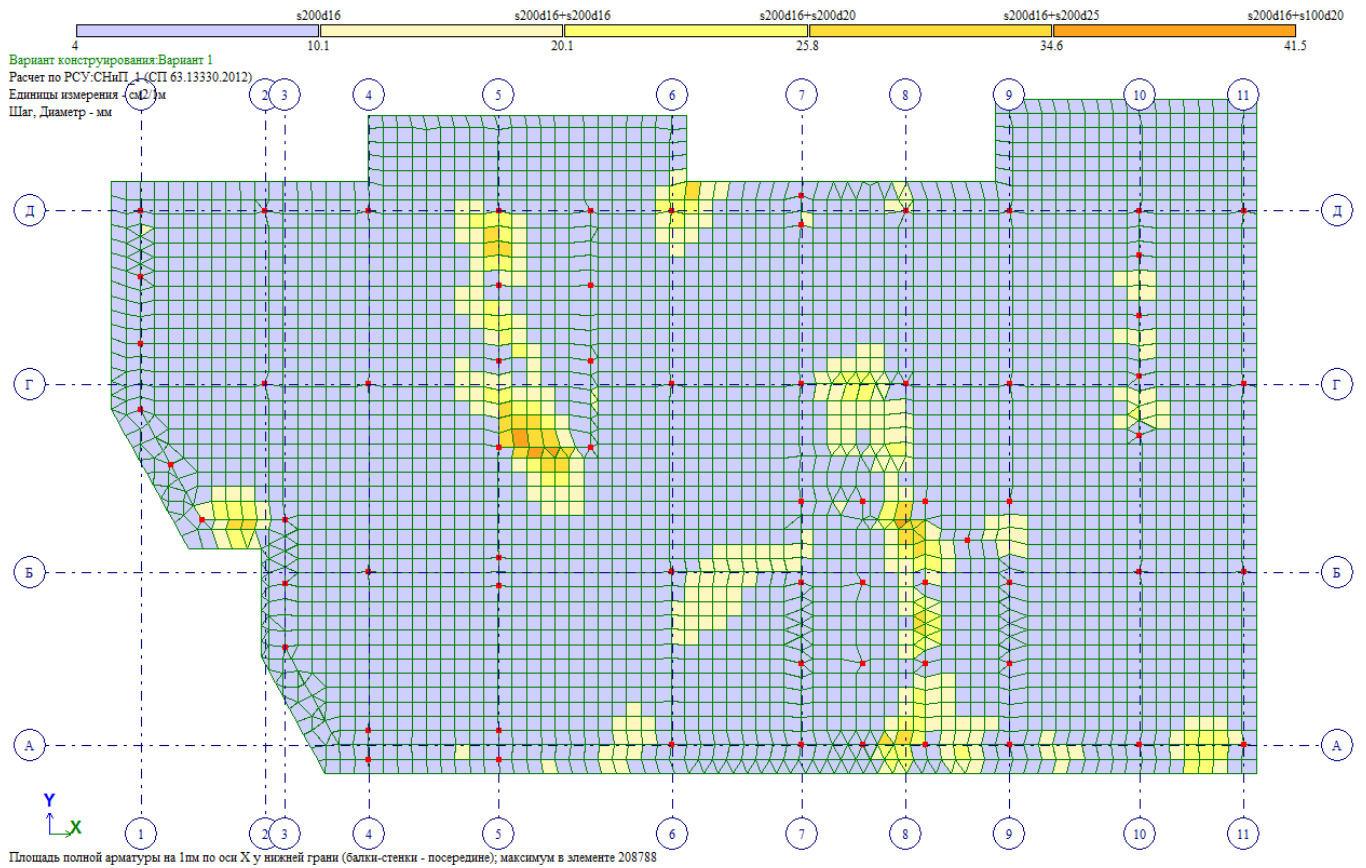 s200d16 s200d16+s200d16 s200d16+s200d20 s200d16+s200d25 s200d16+s100d20
4 10.1 20.1 25.8 34.6 41.5
Вариант конструирования:Вариант 1
Расчет по РСУ:СНиП_1 (СП 63.13330.2012)
Единицы измерения - см2/1м
Шаг, Диаметр - мм
1 2 3 4 5 6 7 8 9 10 11
Д Д
Г Г
Б Б
А А
Y
X
1 2 3 4 5 6 7 8 9 10 11
Площадь полной арматуры на 1пм по оси X у нижней грани (балки-стенки - посередине); максимум в элементе 208788